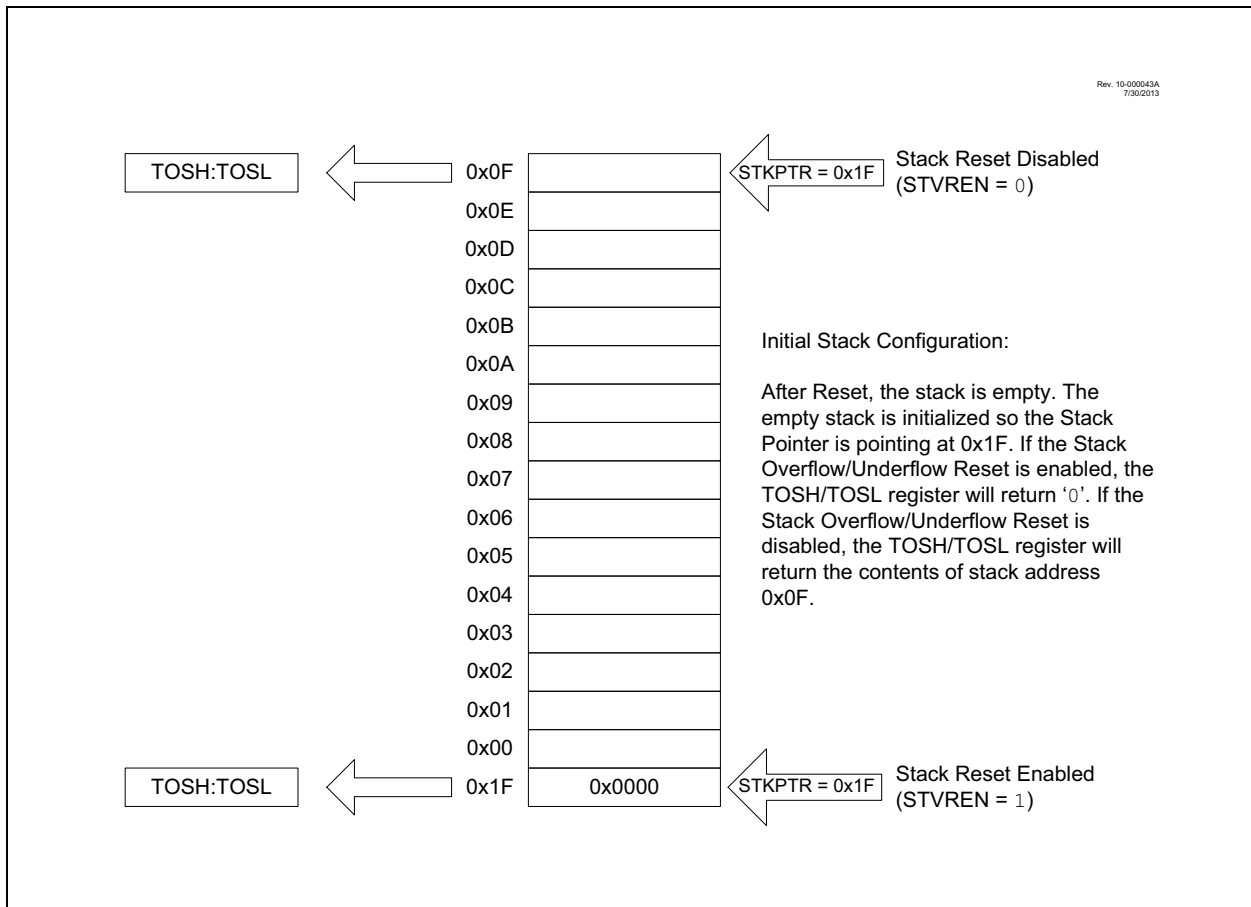 Rev. 10-000043A
7/30/2013
TOSH:TOSL
0x0F
STKPTR = 0x1F
Stack Reset Disabled
(STVREN = 0)
0x0E
0x0D
0x0C
0x0B
0x0A
0x09
0x08
0x07
0x06
0x05
0x04
0x03
0x02
0x01
0x00
Initial Stack Configuration:
After Reset, the stack is empty. The
empty stack is initialized so the Stack
Pointer is pointing at 0x1F. If the Stack
Overflow/Underflow Reset is enabled, the
TOSH/TOSL register will return ‘0’. If the
Stack Overflow/Underflow Reset is
disabled, the TOSH/TOSL register will
return the contents of stack address
0x0F.
TOSH:TOSL
0x1F
0x0000
STKPTR = 0x1F
Stack Reset Enabled
(STVREN = 1)